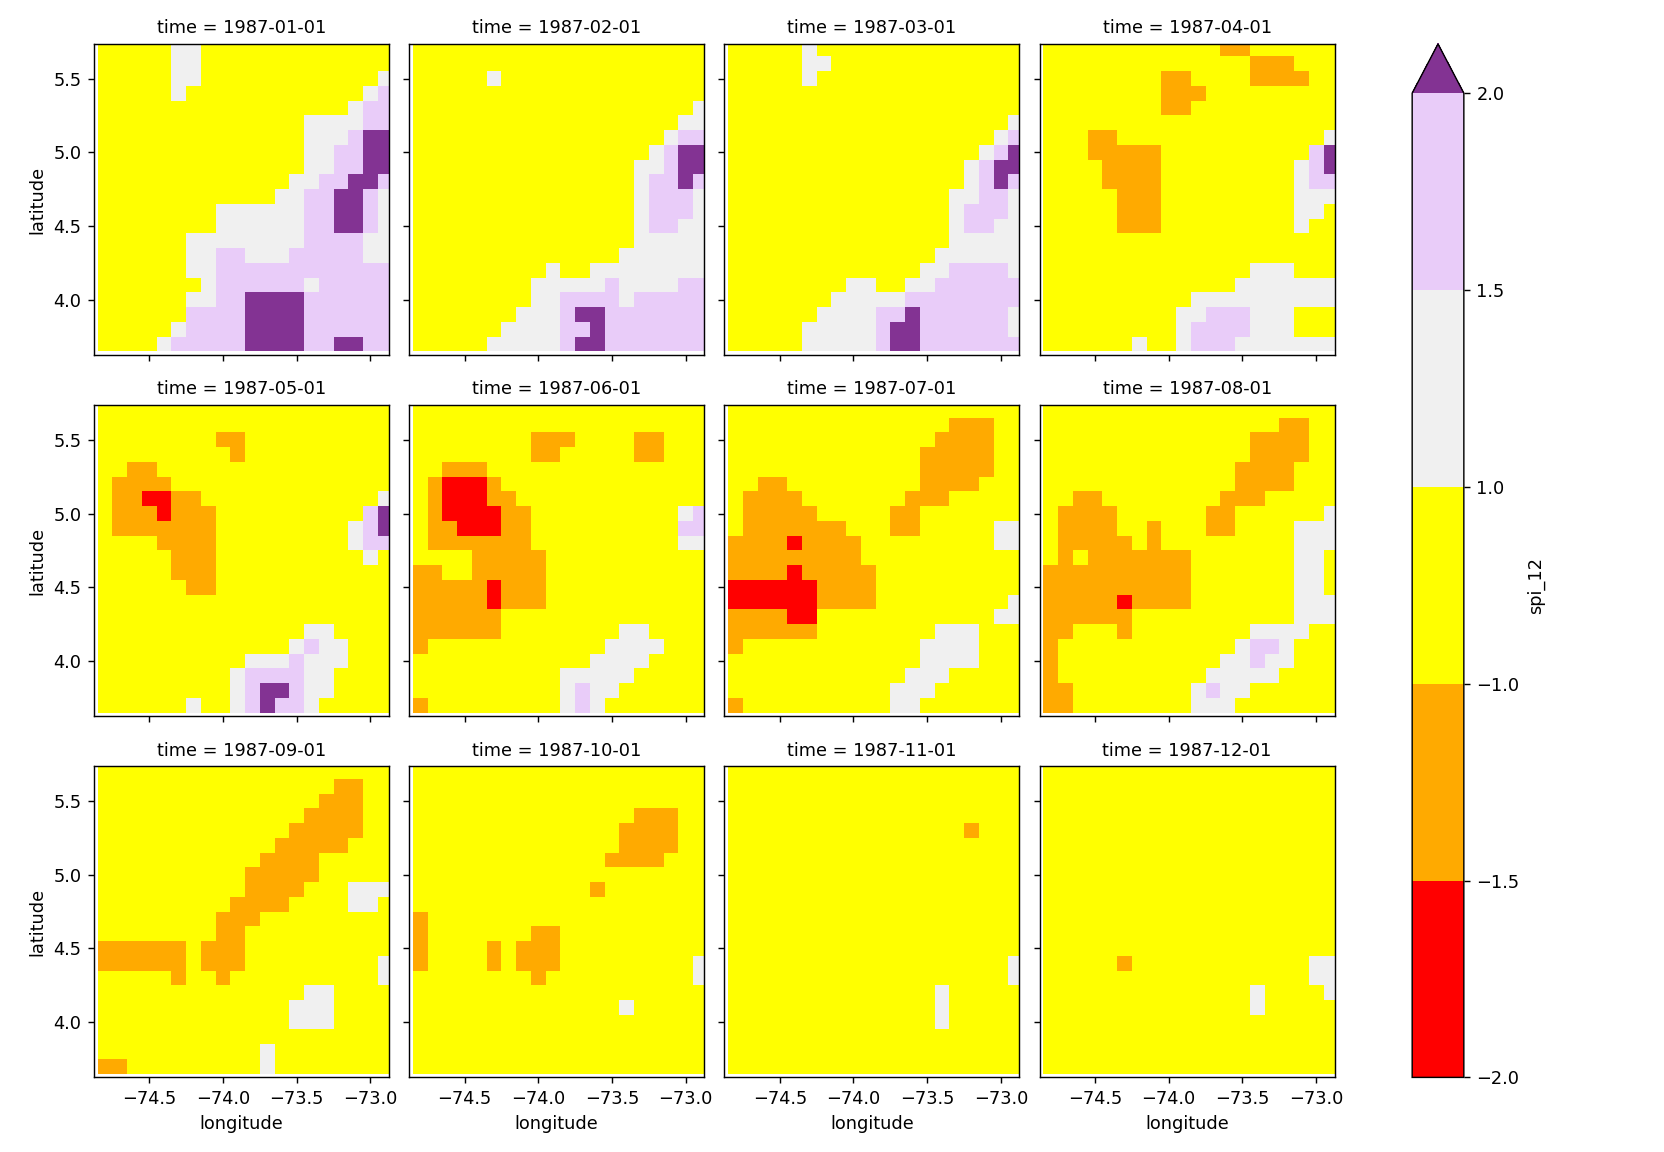 time = 1987-01-01
time = 1987-02-01
time = 1987-03-01
time = 1987-04-01
5.5
5.0
4.5
4.0
latitude
time = 1987-05-01
time = 1987-06-01
time = 1987-07-01
time = 1987-08-01
5.5
5.0
4.5
4.0
latitude
time = 1987-09-01
time = 1987-10-01
time = 1987-11-01
time = 1987-12-01
5.5
5.0
4.5
4.0
latitude
−74.5 −74.0 −73.5 −73.0
longitude
−74.5 −74.0 −73.5 −73.0
longitude
−74.5 −74.0 −73.5 −73.0
longitude
−74.5 −74.0 −73.5 −73.0
longitude
2.0
1.5
1.0
−1.0
−1.5
−2.0
spi_12